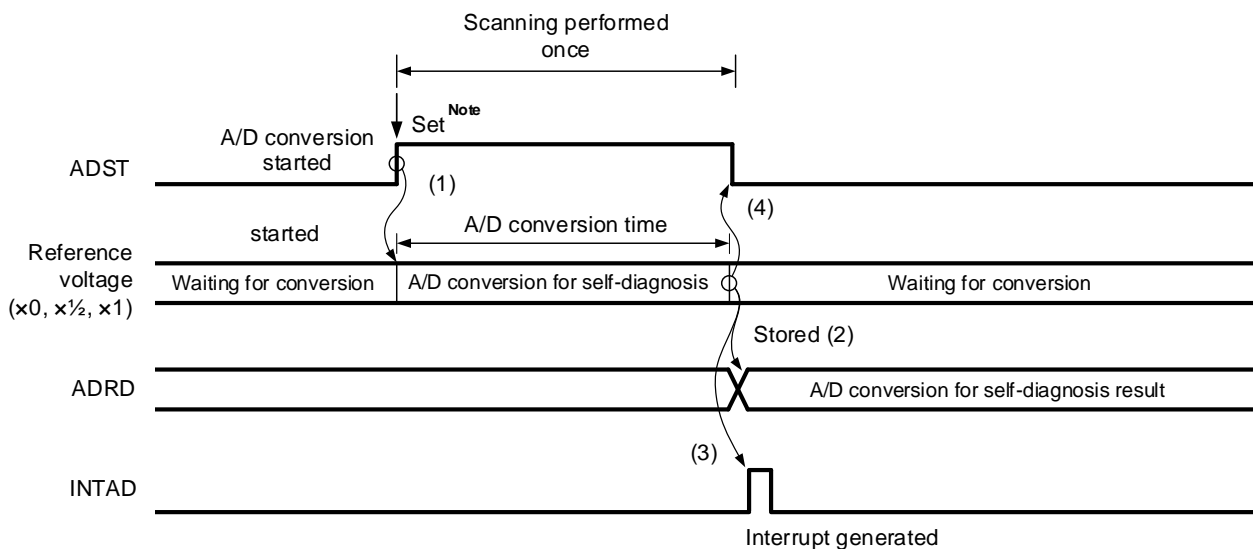 Scanning performed
once
Set Note
A/D conversion
started
ADST
(1)
(4)
started
A/D conversion time
Reference
voltage
(×0, ×½, ×1)
Waiting for conversion
A/D conversion for self-diagnosis
Waiting for conversion
Stored (2)
ADRD
A/D conversion for self-diagnosis result
(3)
INTAD
Interrupt generated